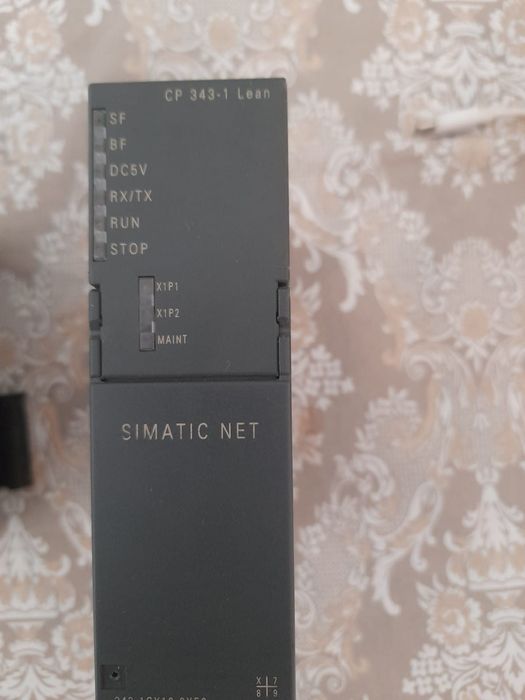 CP 343-1 Lean
SF
BF
DC5V
RX/TX
RUN
STOP
X1P1
X1P2
MAINT
SIMATIC NET
X 7
8 9